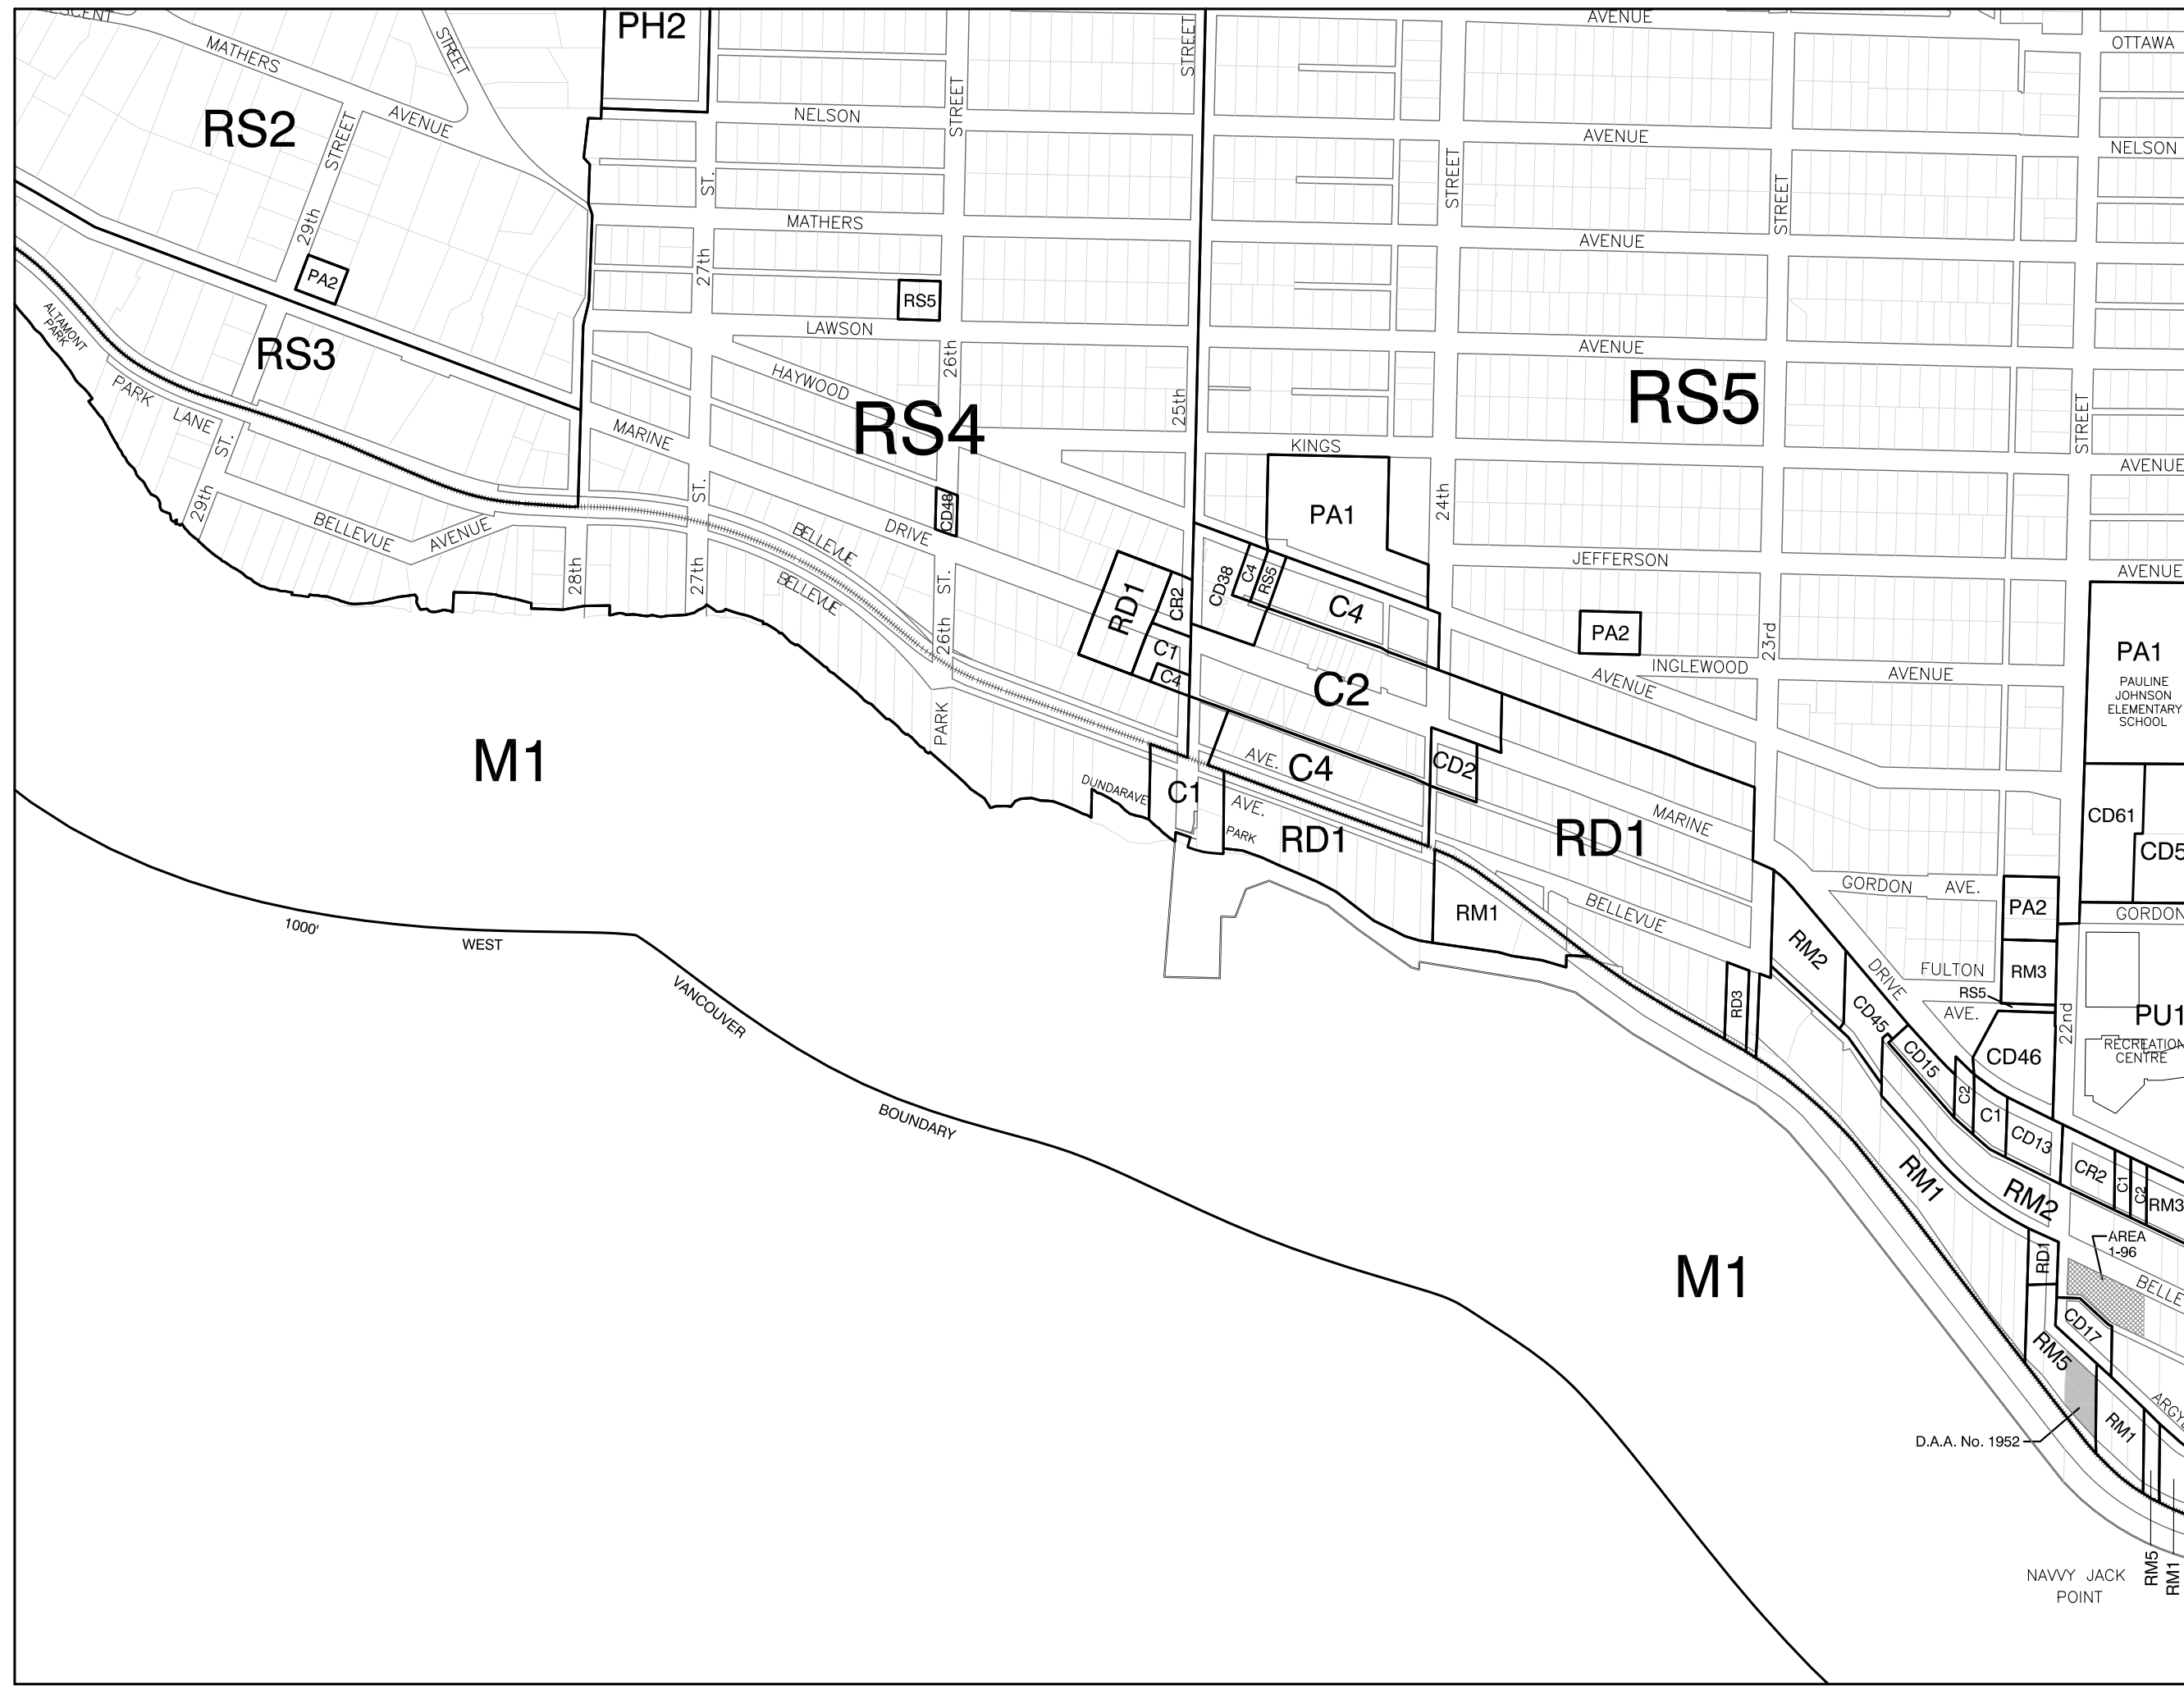 MATHERS
STREET
PH2
STREET
AVENUE
OTTAWA
RS2
AVENUE
STREET
NELSON
STREET
AVENUE
NELSON
29th
ST.
MATHERS
STREET
STREET
AVENUE
PA2
27th
RS5
LAWSON
AVENUE
ALTAMONT
PARK
RS3
26th
HAYWOOD
25th
RS4
RS5
STREET
PARK
LANE
ST.
MARINE
KINGS
AVENUE
29th
BELLEVUE
AVENUE
ST.
CD48
DRIVE
BELLEVUE
PA1
24th
JEFFERSON
AVENUE
28th
27th
BELLEVUE
ST.
26th
RD1
CR2
CD38
C4
RS5
C4
C1
C4
PA2
INGLEWOOD
23rd
AVENUE
AVENUE
PA1
PAULINE
JOHNSON
ELEMENTARY
SCHOOL
C2
PARK
M1
DUNDARAVE
C1
AVE.
C4
CD2
AVE.
PARK
RD1
RD1
MARINE
CD61
CD5
GORDON
AVE.
PA2
GORDON
RM1
BELLEVUE
1000'
WEST
VANCOUVER
BOUNDARY
RM2
DRIVE
FULTON
RM3
RS5
AVE.
22nd
PU1
RECREATION
CENTRE
RD3
CD45
CD15
CD46
C2
C1
CD13
CR2
C1
C2
RM3
RM1
RM2
AREA
1-96
RD1
BELLE
M1
CD17
RM5
ARGY
RM1
D.A.A. No. 1952
NAVVY JACK
POINT
RM5
RM1